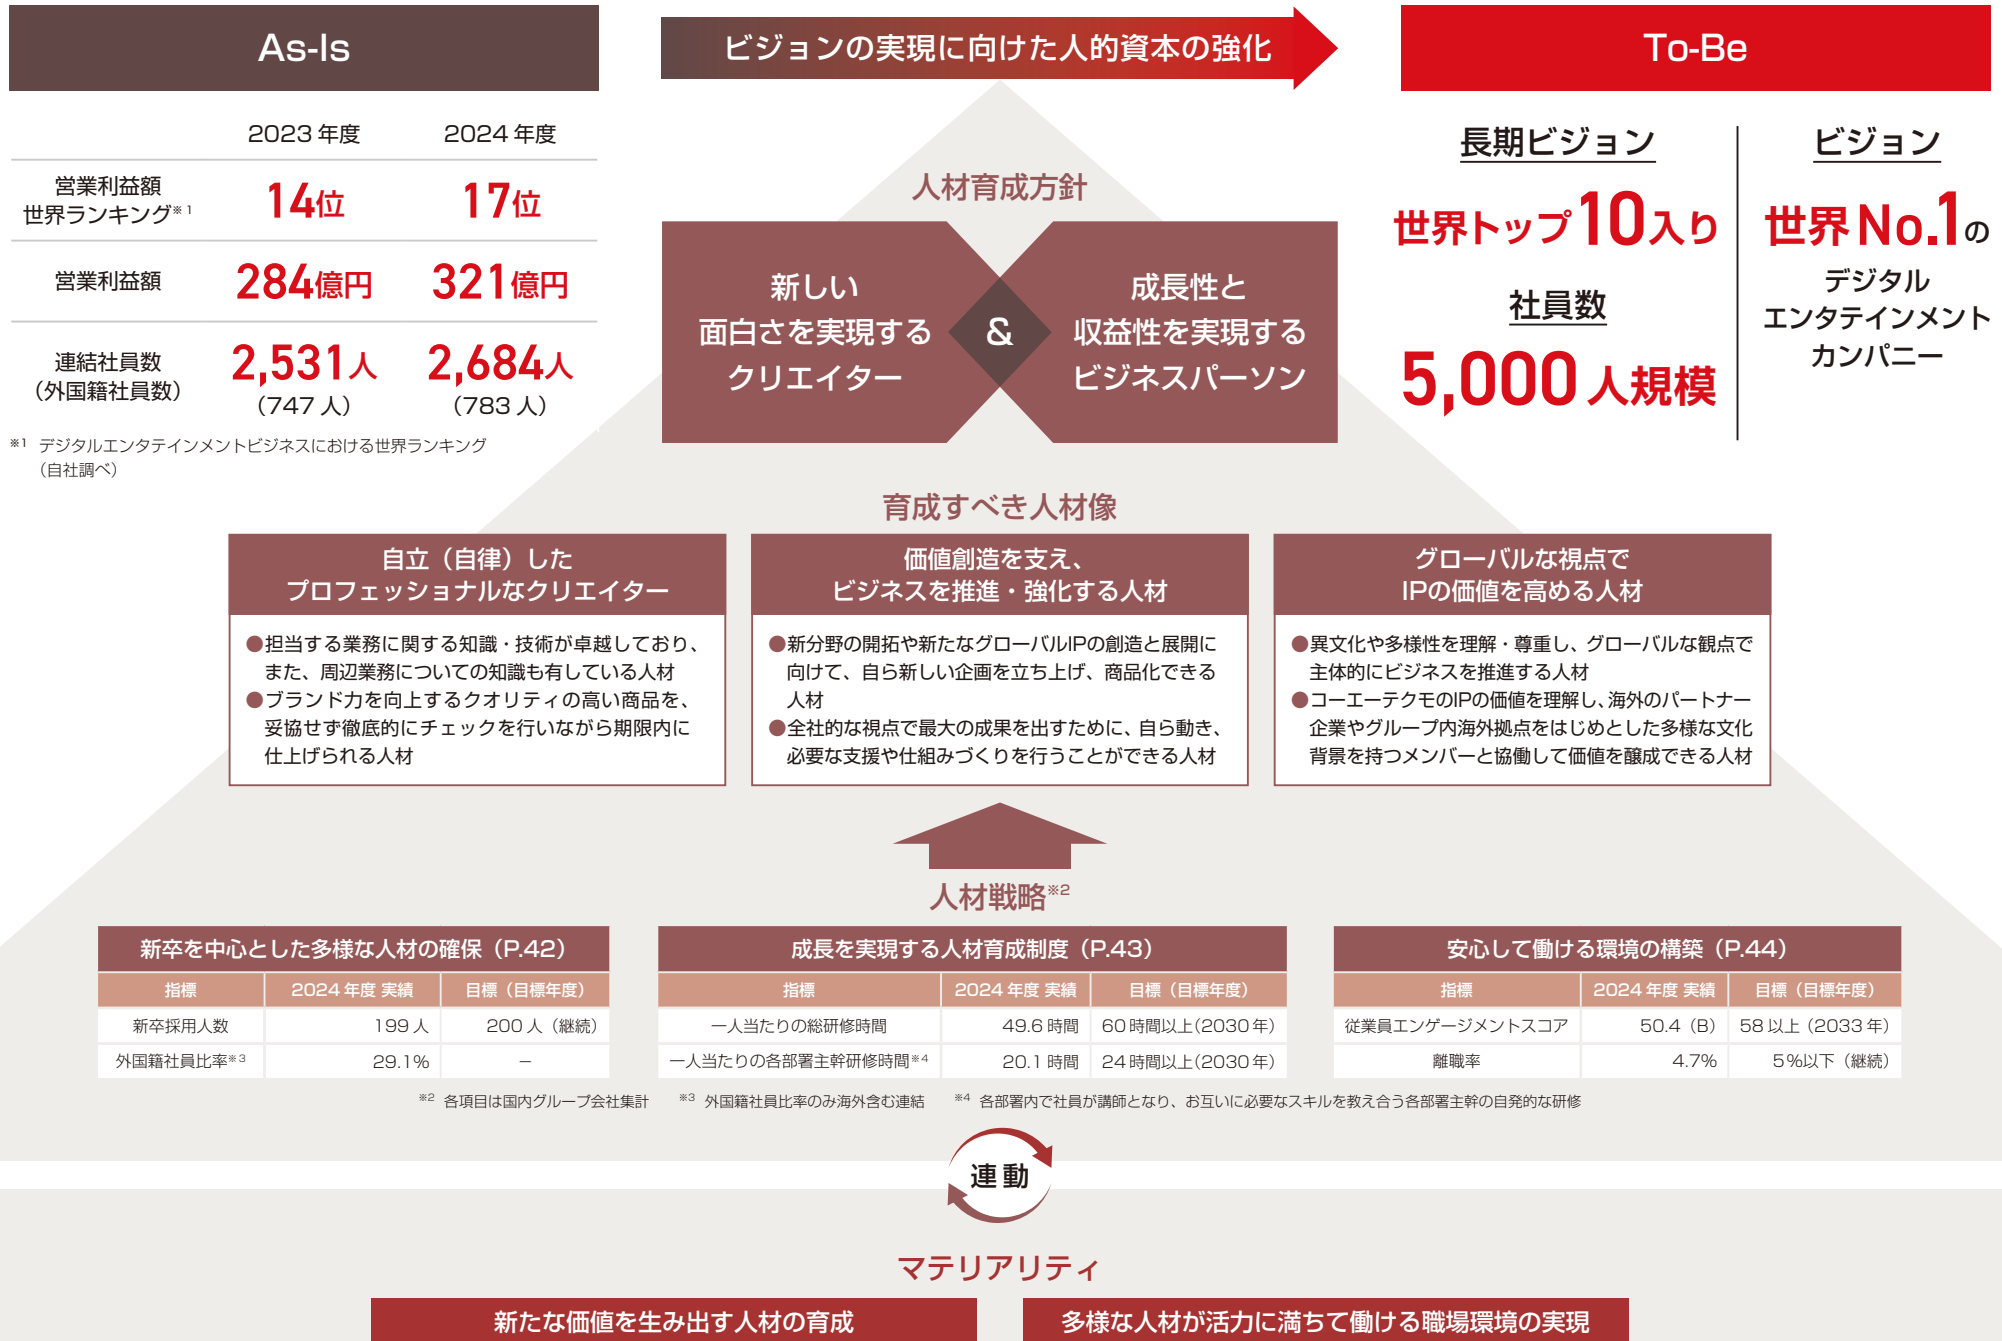 As-Is
ビジョンの実現に向けた人的資本の強化
To-Be
2023年度 2024年度
営業利益額
世界ランキング※1
14位 17位
営業利益額 284億円 321億円
連結社員数
(外国籍社員数)
2,531人 2,684人
(747人) (783人)
※1 デジタルエンタテインメントビジネスにおける世界ランキング
(自社調べ)
人材育成方針
新しい
面白さを実現する
クリエイター
&
成長性と
収益性を実現する
ビジネスパーソン
長期ビジョン
世界トップ10入り
社員数
5,000人規模
ビジョン
世界No.1の
デジタル
エンタテインメント
カンパニー
育成すべき人材像
自立（自律）した
プロフェッショナルなクリエイター
●担当する業務に関する知識・技術が卓越しており、
また、周辺業務についての知識も有している人材
●ブランド力を向上するクオリティの高い商品を、
妥協せず徹底的にチェックを行いながら期限内に
仕上げられる人材
価値創造を支え、
ビジネスを推進・強化する人材
●新分野の開拓や新たなグローバルIPの創造と展開に
向けて、自ら新しい企画を立ち上げ、商品化できる
人材
●全社的な視点で最大の成果を出すために、自ら動き、
必要な支援や仕組みづくりを行うことができる人材
グローバルな視点で
IPの価値を高める人材
●異文化や多様性を理解・尊重し、グローバルな観点で
主体的にビジネスを推進する人材
●コーエーテクモのIPの価値を理解し、海外のパートナー
企業やグループ内海外拠点をはじめとした多様な文化
背景を持つメンバーと協働して価値を醸成できる人材
人材戦略※2
新卒を中心とした多様な人材の確保（P.42）
指標 2024年度 実績 目標（目標年度）
新卒採用人数 199人 200人（継続）
外国籍社員比率※3 29.1% －
成長を実現する人材育成制度（P.43）
指標 2024年度 実績 目標（目標年度）
一人当たりの総研修時間 49.6時間 60時間以上（2030年）
一人当たりの各部署主幹研修時間※4 20.1時間 24時間以上（2030年）
安心して働ける環境の構築（P.44）
指標 2024年度 実績 目標（目標年度）
従業員エンゲージメントスコア 50.4（B） 58以上（2033年）
離職率 4.7% 5%以下（継続）
※2 各項目は国内グループ会社集計 ※3 外国籍社員比率のみ海外含む連結 ※4 各部署内で社員が講師となり、お互いに必要なスキルを教え合う各部署主幹の自発的な研修
連動
マテリアリティ
新たな価値を生み出す人材の育成
多様な人材が活力に満ちて働ける職場環境の実現